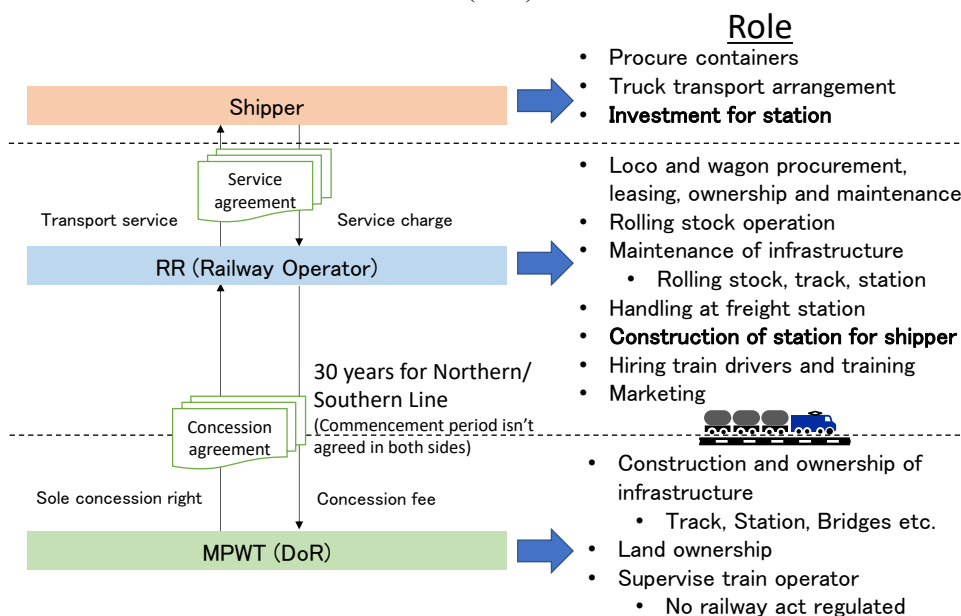 Role
• Procure containers
• Truck transport arrangement
• Investment for station
Shipper
Service
agreement
Transport service
Service charge
• Loco and wagon procurement,
leasing, ownership and maintenance
• Rolling stock operation
• Maintenance of infrastructure
• Rolling stock, track, station
• Handling at freight station
• Construction of station for shipper
• Hiring train drivers and training
• Marketing
RR (Railway Operator)
30 years for Northern/
Southern Line
(Commencement period isn't
agreed in both sides)
Concession
agreement
Sole concession right
Concession fee
• Construction and ownership of
infrastructure
• Track, Station, Bridges etc.
• Land ownership
• Supervise train operator
• No railway act regulated
MPWT (DoR)